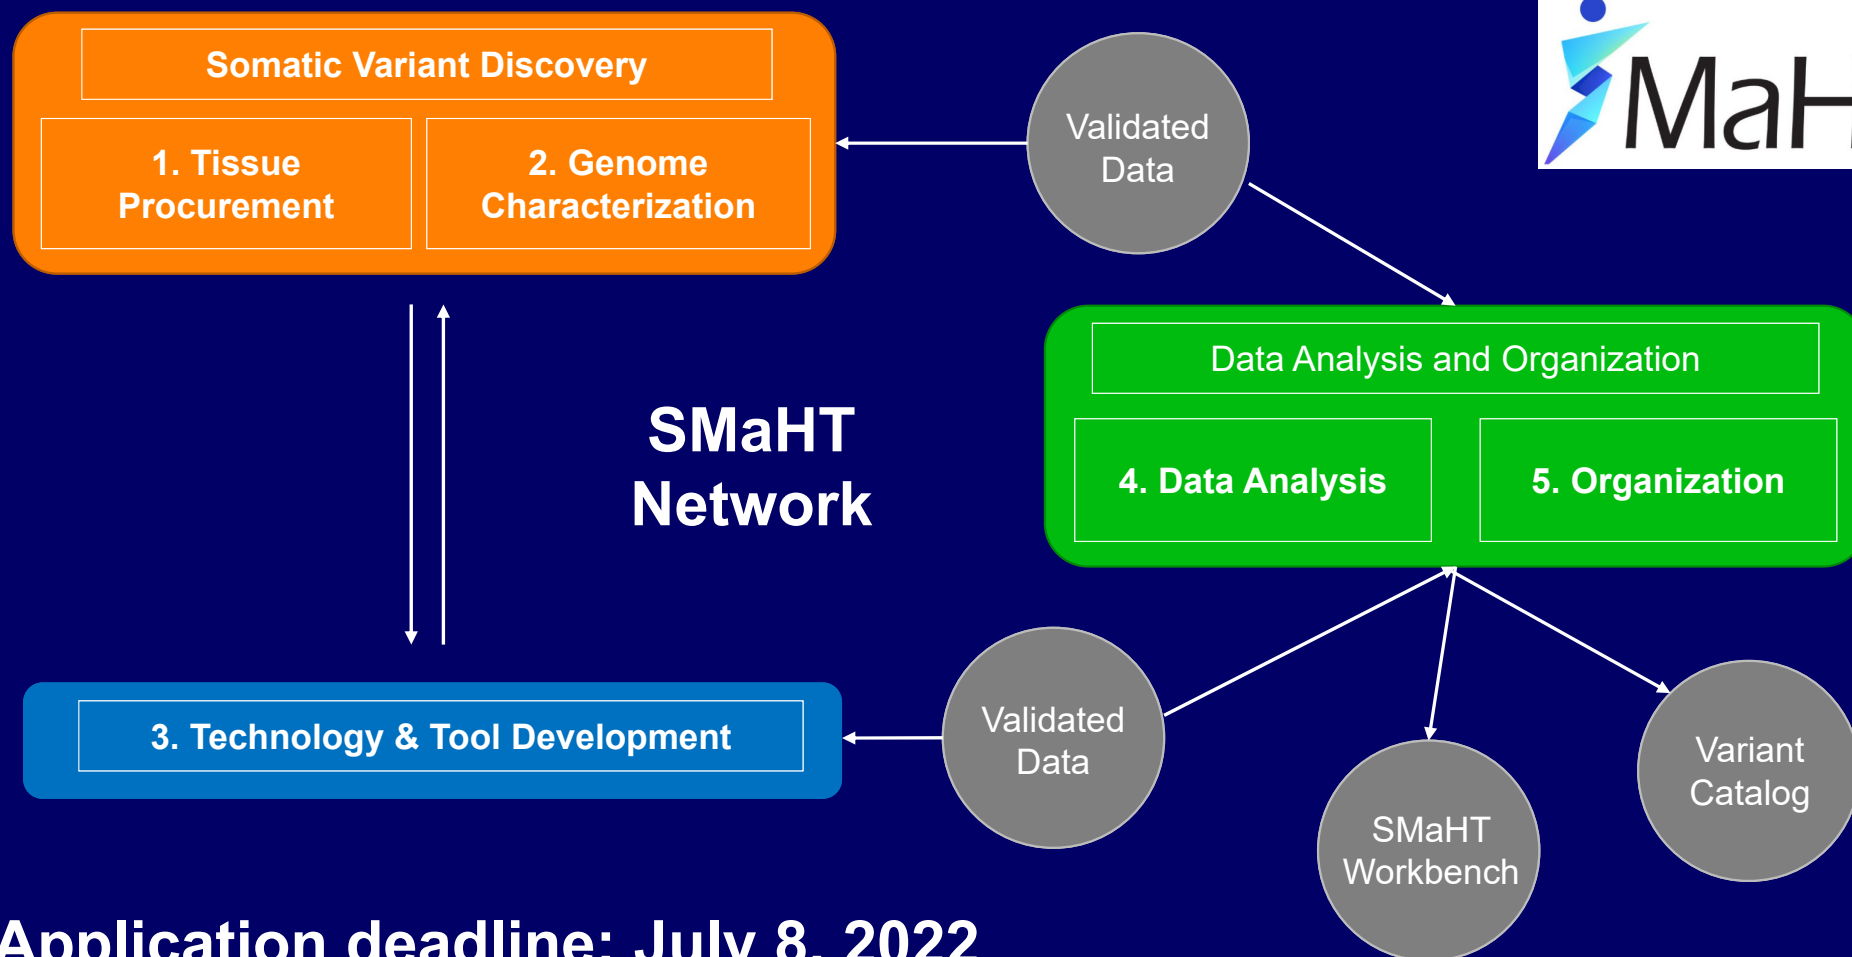 Somatic Variant Discovery
1. Tissue
Procurement
2. Genome
Characterization
Validated
Data
MaH
Data Analysis and Organization
4. Data Analysis
5. Organization
SMaHT
Network
3. Technology & Tool Development
Validated
Data
SMaHT
Workbench
Variant
Catalog
Application deadline: July 8, 2022